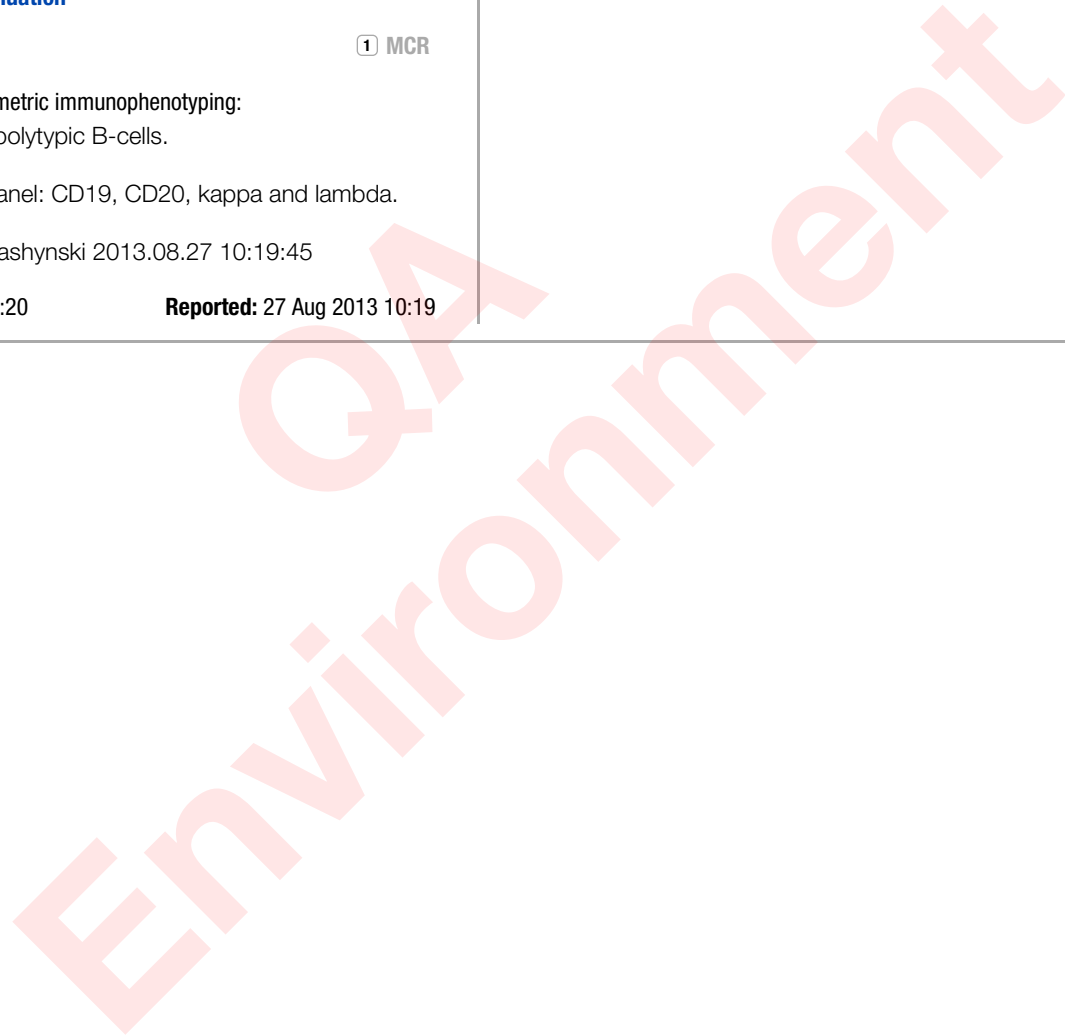 uation
1 MCR
metric immunophenotyping:
polytypic B-cells.
anel: CD19, CD20, kappa and lambda.
ashynski 2013.08.27 10:19:45
:20 Reported: 27 Aug 2013 10:19
QA
Environment